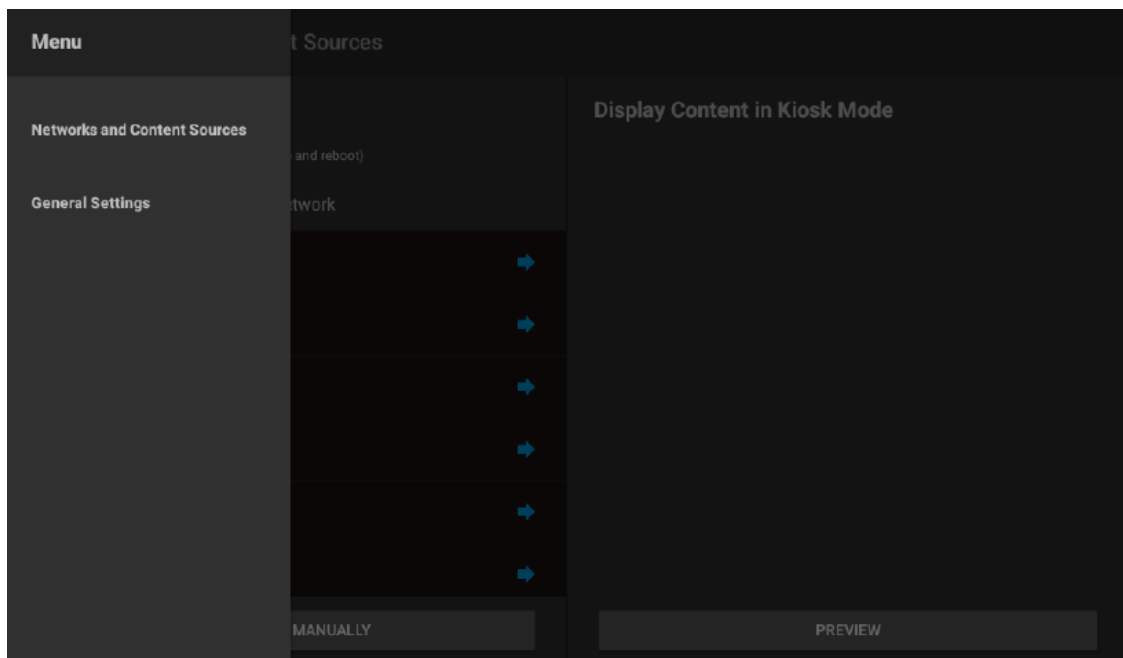 Menu
t Sources
Networks and Content Sources
General Settings
and reboot)
twork
MANUALLY
Display Content in Kiosk Mode
PREVIEW